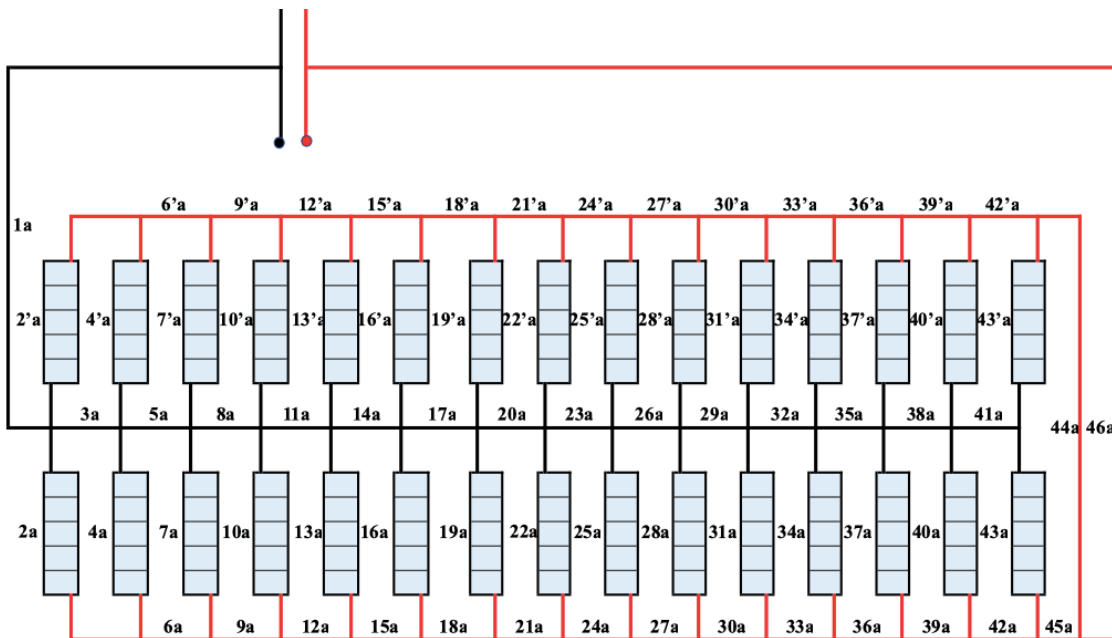 6’a 9’a 12’a 15’a 18’a 21’a 24’a 27’a 30’a 33’a 36’a 39’a 42’a
1a
2’a 4’a 7’a 10’a 13’a 16’a 19’a 22’a 25’a 28’a 31’a 34’a 37’a 40’a 43’a
3a 5a 8a 11a 14a 17a 20a 23a 26a 29a 32a 35a 38a 41a 44a 46a
2a 4a 7a 10a 13a 16a 19a 22a 25a 28a 31a 34a 37a 40a 43a
6a 9a 12a 15a 18a 21a 24a 27a 30a 33a 36a 39a 42a 45a